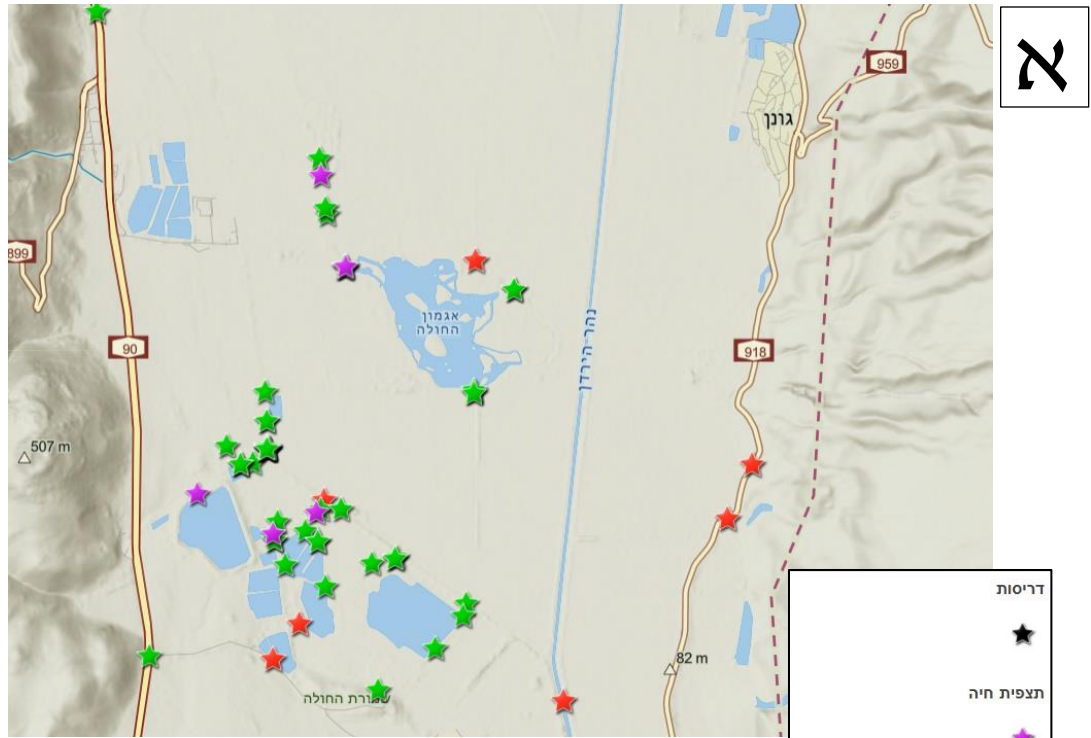 א
959
גונן
899
אגמון
החולה
נהר הירדן
90
918
507 m
דריסות
82 m
תצפית חיה
שמורת החולה